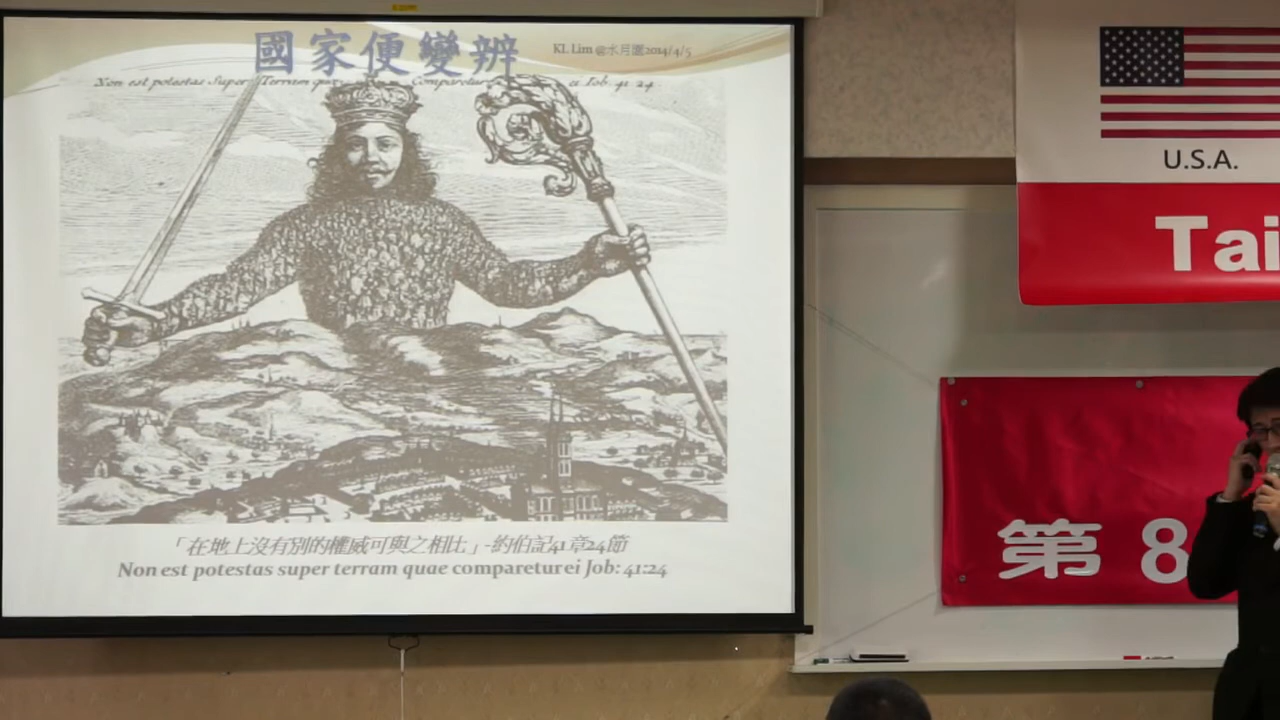 國家便變辨
KL Lim @水月園2014/4/5
Non est potestas Super Terram quae Comparetur ei Iob. 41 24
「在地上沒有別的權威可與之相比」-約伯記41章24節
Non est potestas super terram quae compareturei Job: 41:24
U.S.A.
Tai
第 8